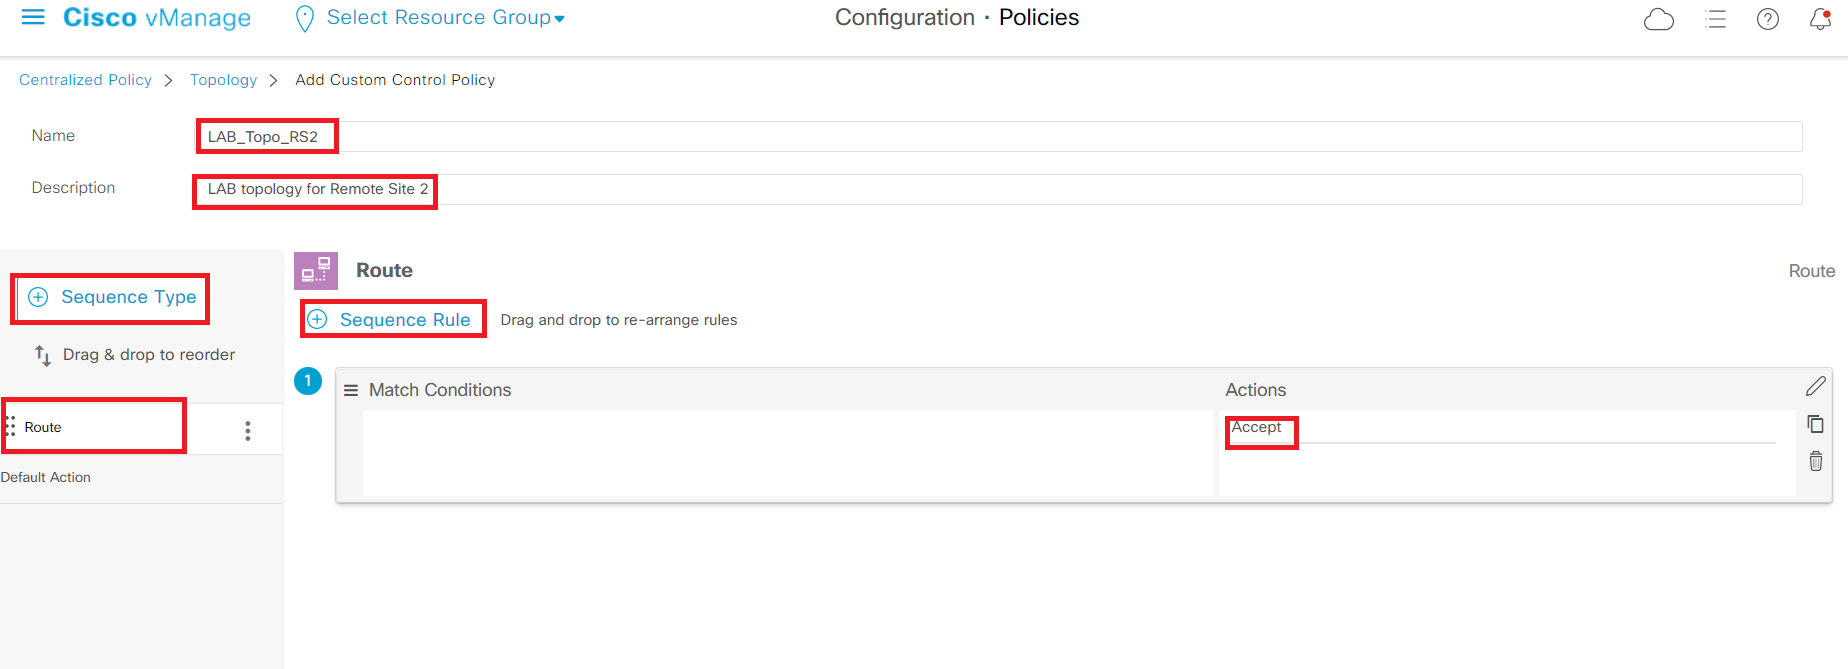 Cisco vManage
Select Resource Group
Configuration · Policies
Centralized Policy > Topology > Add Custom Control Policy
Name
LAB_Topo_RS2
Description
LAB topology for Remote Site 2
Sequence Type
Drag & drop to reorder
Route
Default Action
Route
Route
Sequence Rule
Drag and drop to re-arrange rules
1
Match Conditions
Actions
Accept